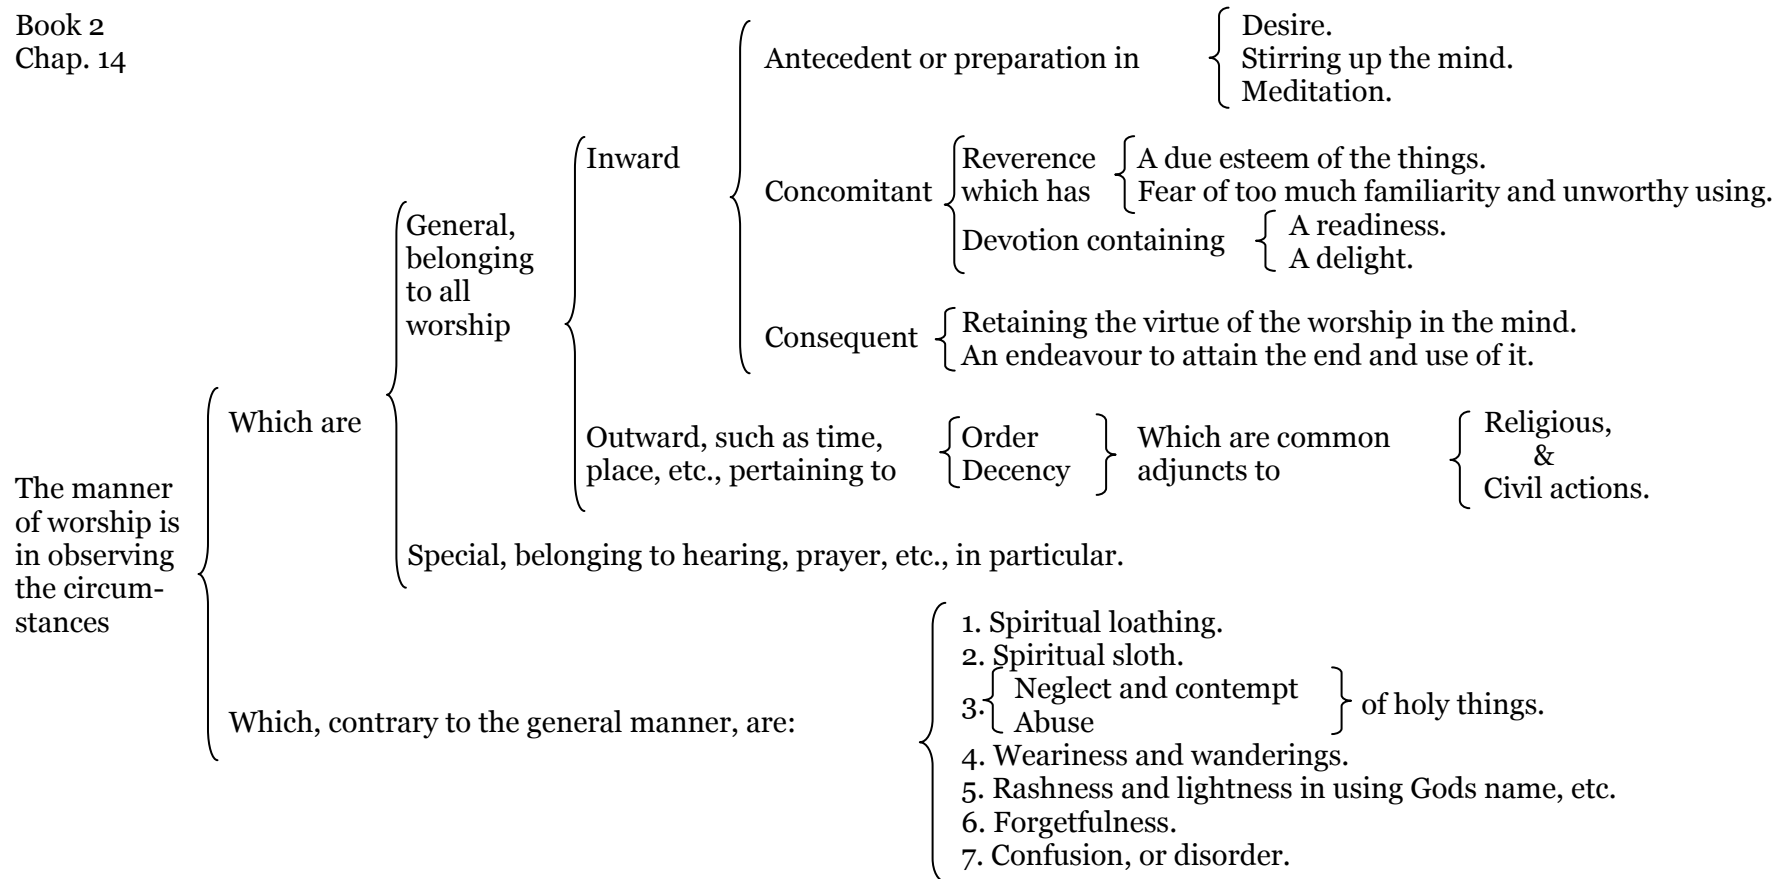 Book 2
Chap. 14
The manner
of worship is
in observing
the circum-
stances
Which are
General,
belonging
to all
worship
Inward
Antecedent or preparation in
Desire.
Stirring up the mind.
Meditation.
Concomitant
Reverence
which has
A due esteem of the things.
Fear of too much familiarity and unworthy using.
Devotion containing
A readiness.
A delight.
Consequent
Retaining the virtue of the worship in the mind.
An endeavour to attain the end and use of it.
Outward, such as time,
place, etc., pertaining to
Order
Decency
Which are common
adjuncts to
Religious,
&
Civil actions.
Special, belonging to hearing, prayer, etc., in particular.
Which, contrary to the general manner, are:
1. Spiritual loathing.
2. Spiritual sloth.
3.
Neglect and contempt
Abuse
of holy things.
4. Weariness and wanderings.
5. Rashness and lightness in using Gods name, etc.
6. Forgetfulness.
7. Confusion, or disorder.